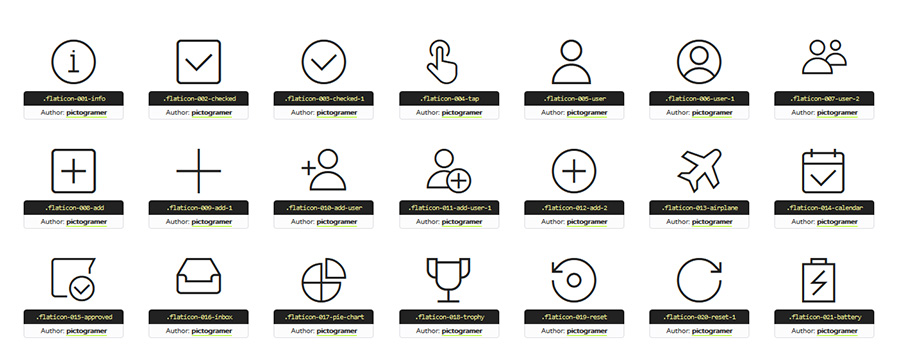 i
.flaticon-001-info
.flaticon-002-checked
.flaticon-003-checked-1
.flaticon-004-tap
.flaticon-005-user
.flaticon-006-user-1
.flaticon-007-user-2
Author: pictogramer
Author: pictogramer
Author: pictogramer
Author: pictogramer
Author: pictogramer
Author: pictogramer
Author: pictogramer
.flaticon-008-add
.flaticon-009-add-1
.flaticon-010-add-user
.flaticon-011-add-user-1
.flaticon-012-add-2
.flaticon-013-airplane
.flaticon-014-calendar
Author: pictogramer
Author: pictogramer
Author: pictogramer
Author: pictogramer
Author: pictogramer
Author: pictogramer
Author: pictogramer
.flaticon-015-approved
.flaticon-016-inbox
.flaticon-017-pie-chart
.flaticon-018-trophy
.flaticon-019-reset
.flaticon-020-reset-1
.flaticon-021-battery
Author: pictogramer
Author: pictogramer
Author: pictogramer
Author: pictogramer
Author: pictogramer
Author: pictogramer
Author: pictogramer